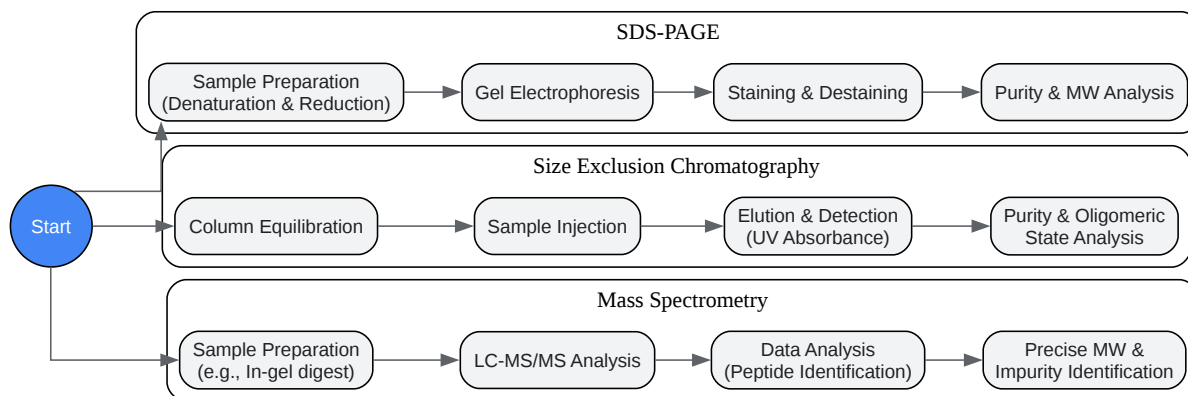 SDS-PAGE
Sample Preparation
(Denaturation & Reduction)
Gel Electrophoresis
Staining & Destaining
Purity & MW Analysis
Size Exclusion Chromatography
Start
Column Equilibration
Sample Injection
Elution & Detection
(UV Absorbance)
Purity & Oligomeric
State Analysis
Mass Spectrometry
Sample Preparation
(e.g., In-gel digest)
LC-MS/MS Analysis
Data Analysis
(Peptide Identification)
Precise MW &
Impurity Identification